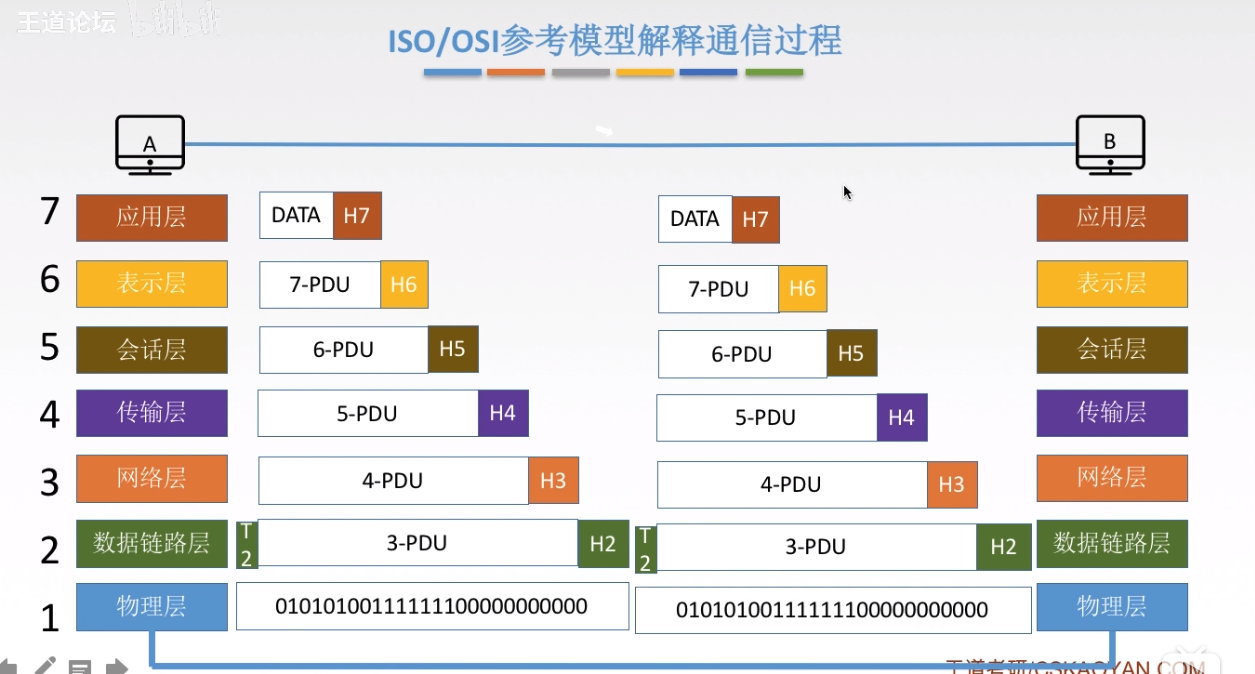 王道论坛
ISO/OSI参考模型解释通信过程
A
B
7 应用层 DATA H7 DATA H7 应用层
6 表示层 7-PDU H6 7-PDU H6 表示层
5 会话层 6-PDU H5 6-PDU H5 会话层
4 传输层 5-PDU H4 5-PDU H4 传输层
3 网络层 4-PDU H3 4-PDU H3 网络层
2 数据链路层 T2 3-PDU H2 T2 3-PDU H2 数据链路层
1 物理层 0101010011111110000000000 0101010011111110000000000 物理层
王道考研/CSKAOYAN.COM